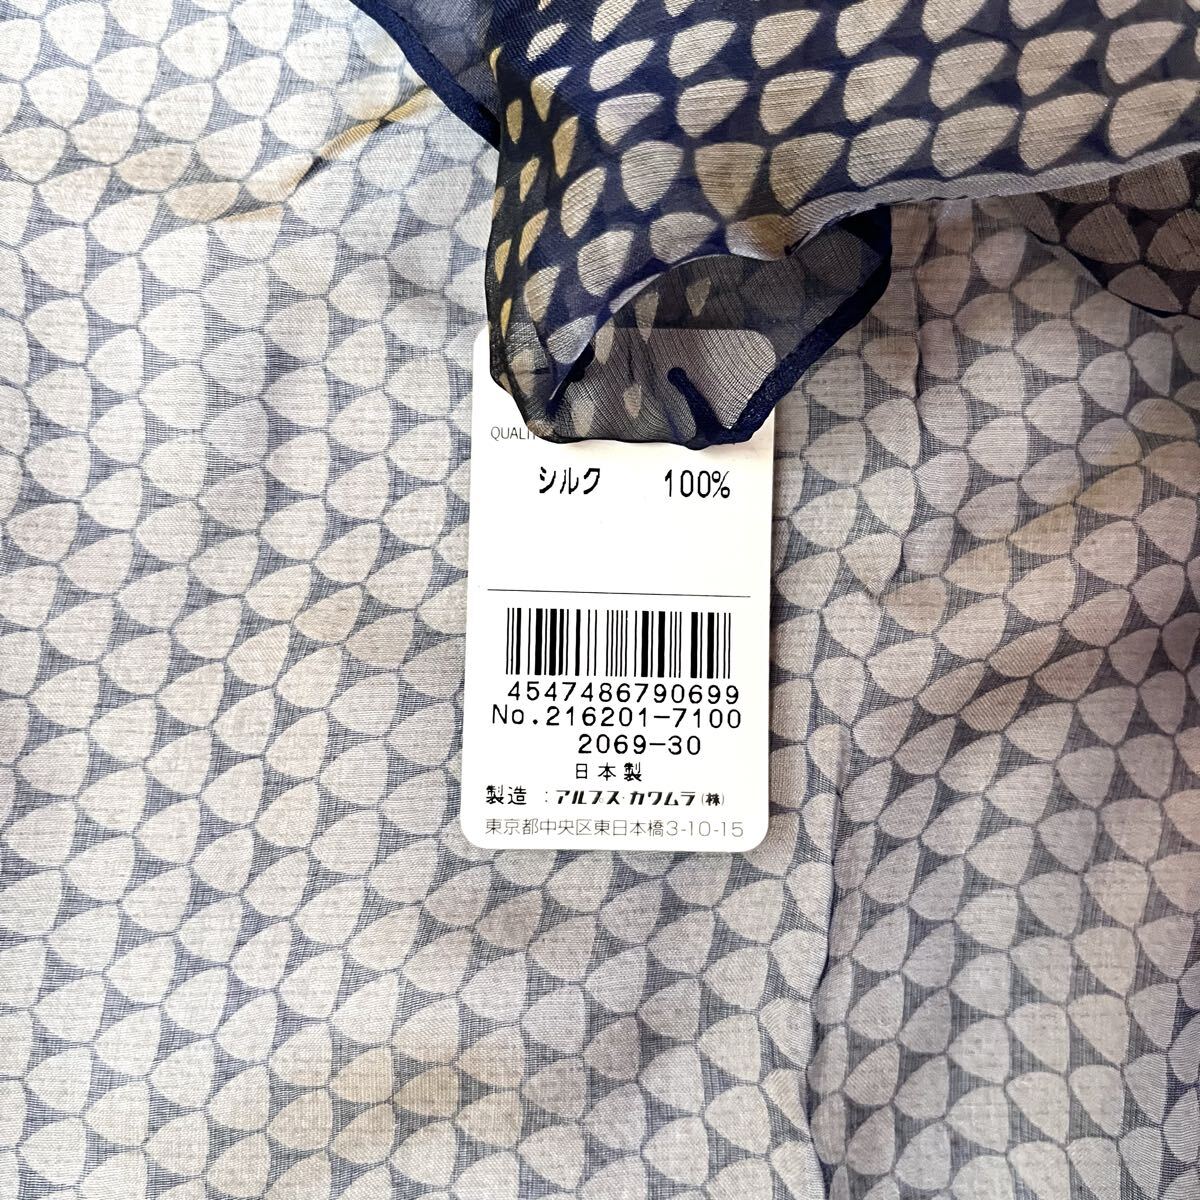 シルク 100%
4547486790699
No.216201-7100
2069-30
日本製
製造 :アルプス・カワムラ(株)
東京都中央区東日本橋3-10-15